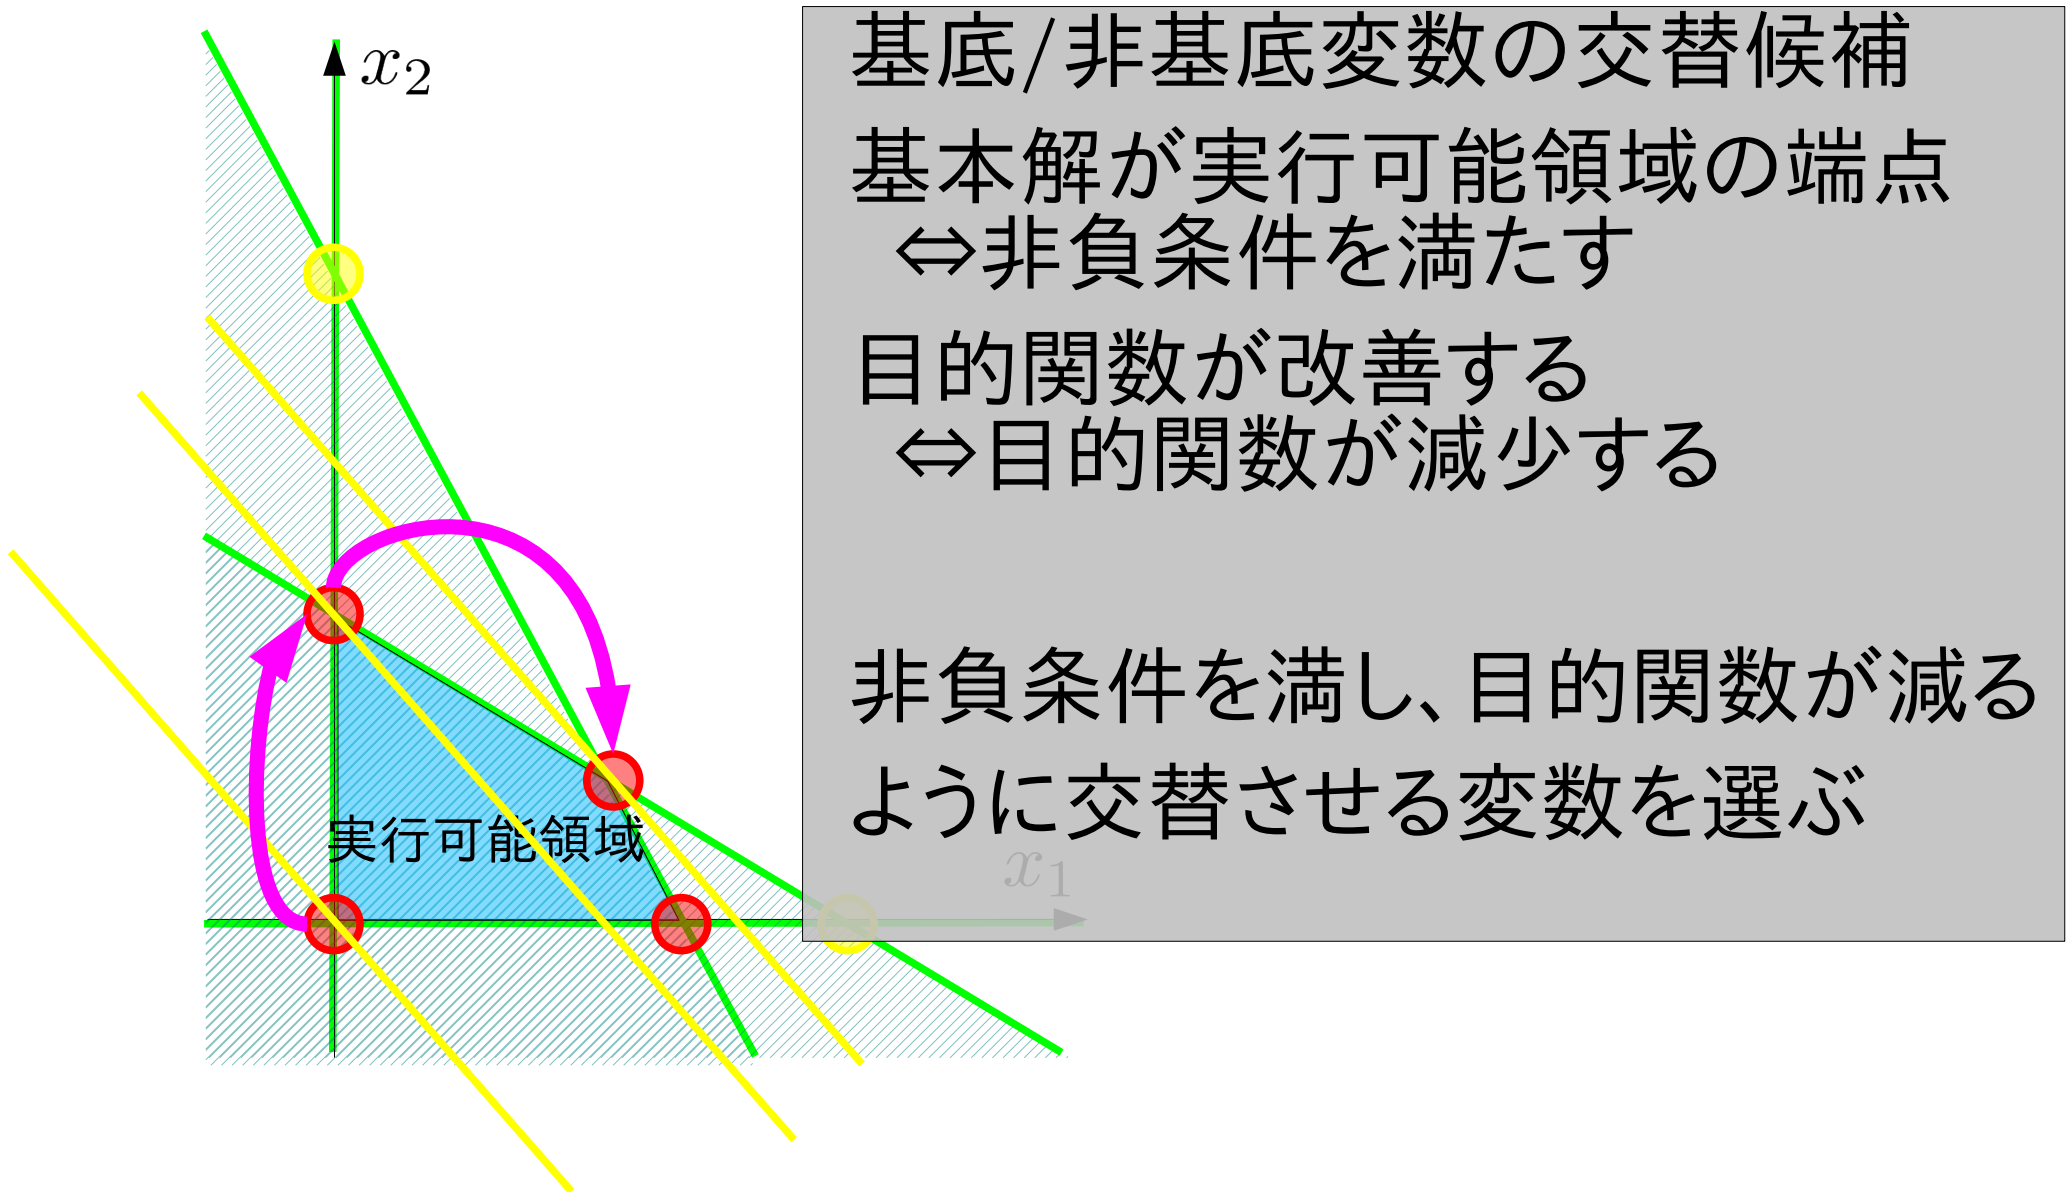 x₂
基底/非基底変数の交替候補
基本解が実行可能領域の端点
⇔非負条件を満たす
目的関数が改善する
⇔目的関数が減少する
非負条件を満し、目的関数が減る
ように交替させる変数を選ぶ
実行可能領域
x₁